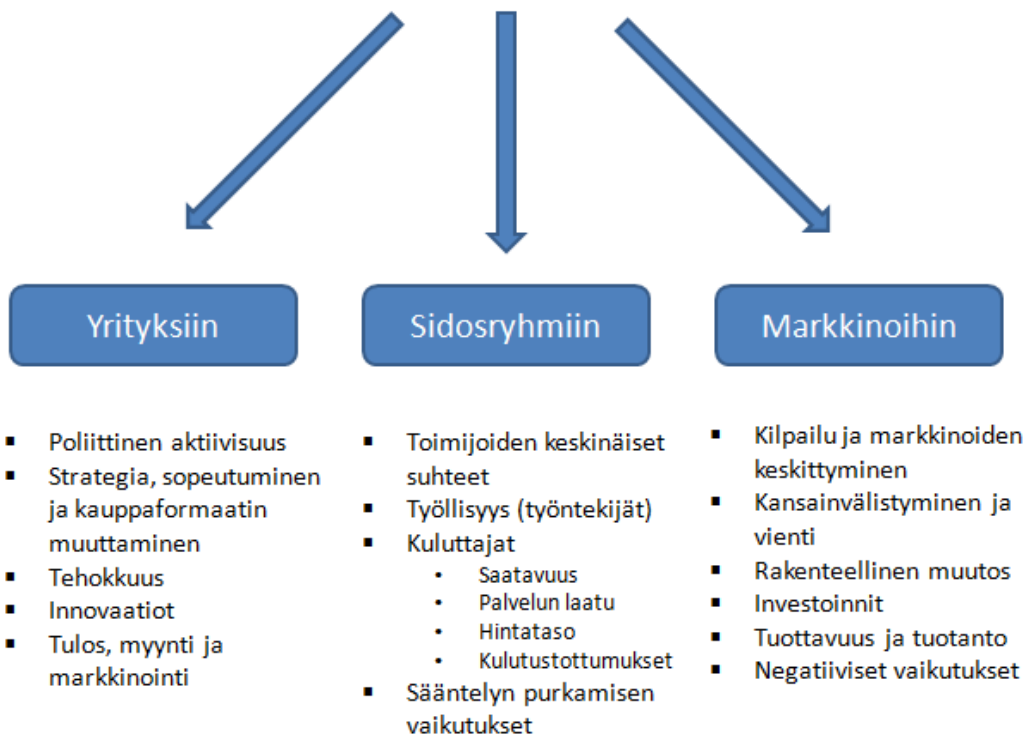 Yrityksiin
▪ Poliittinen aktiivisuus
▪ Strategia, sopeutuminen
ja kauppaformaatin
muuttaminen
▪ Tehokkuus
▪ Innovaatiot
▪ Tulos, myynti ja
markkinointi
Sidosryhmiin
▪ Toimijoiden keskinäiset
suhteet
▪ Työllisyys (työntekijät)
▪ Kuluttajat
• Saatavuus
• Palvelun laatu
• Hintataso
• Kulutustottumukset
▪ Sääntelyn purkamisen
vaikutukset
Markkinoihin
▪ Kilpailu ja markkinoiden
keskittyminen
▪ Kansainvälistyminen ja
vienti
▪ Rakenteellinen muutos
▪ Investoinnit
▪ Tuottavuus ja tuotanto
▪ Negatiiviset vaikutukset